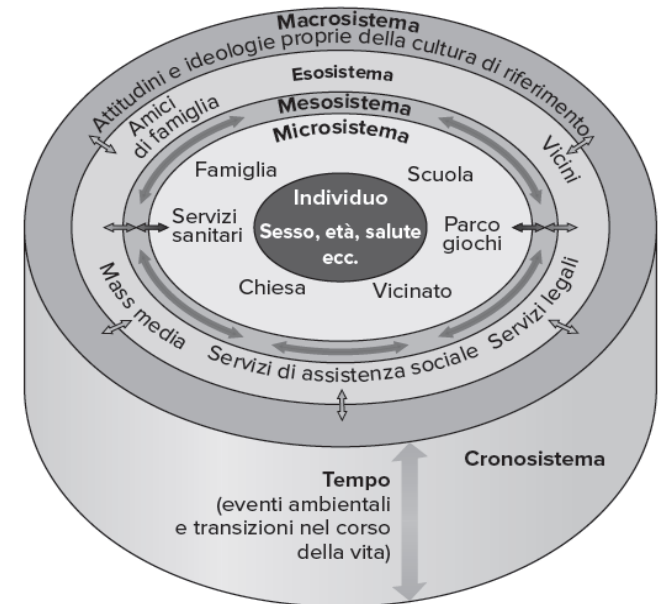 Macrosistema
Attitudini e ideologie proprie della cultura di riferimento
Esosistema
Amici
di famiglia
Mesosistema
Microsistema
Vicini
Famiglia
Scuola
Individuo
Sesso, età, salute
ecc.
Servizi
sanitari
Parco
giochi
Chiesa
Vicinato
Mass media
Servizi di assistenza sociale
Servizi legali
Cronosistema
Tempo
(eventi ambientali
e transizioni nel corso
della vita)